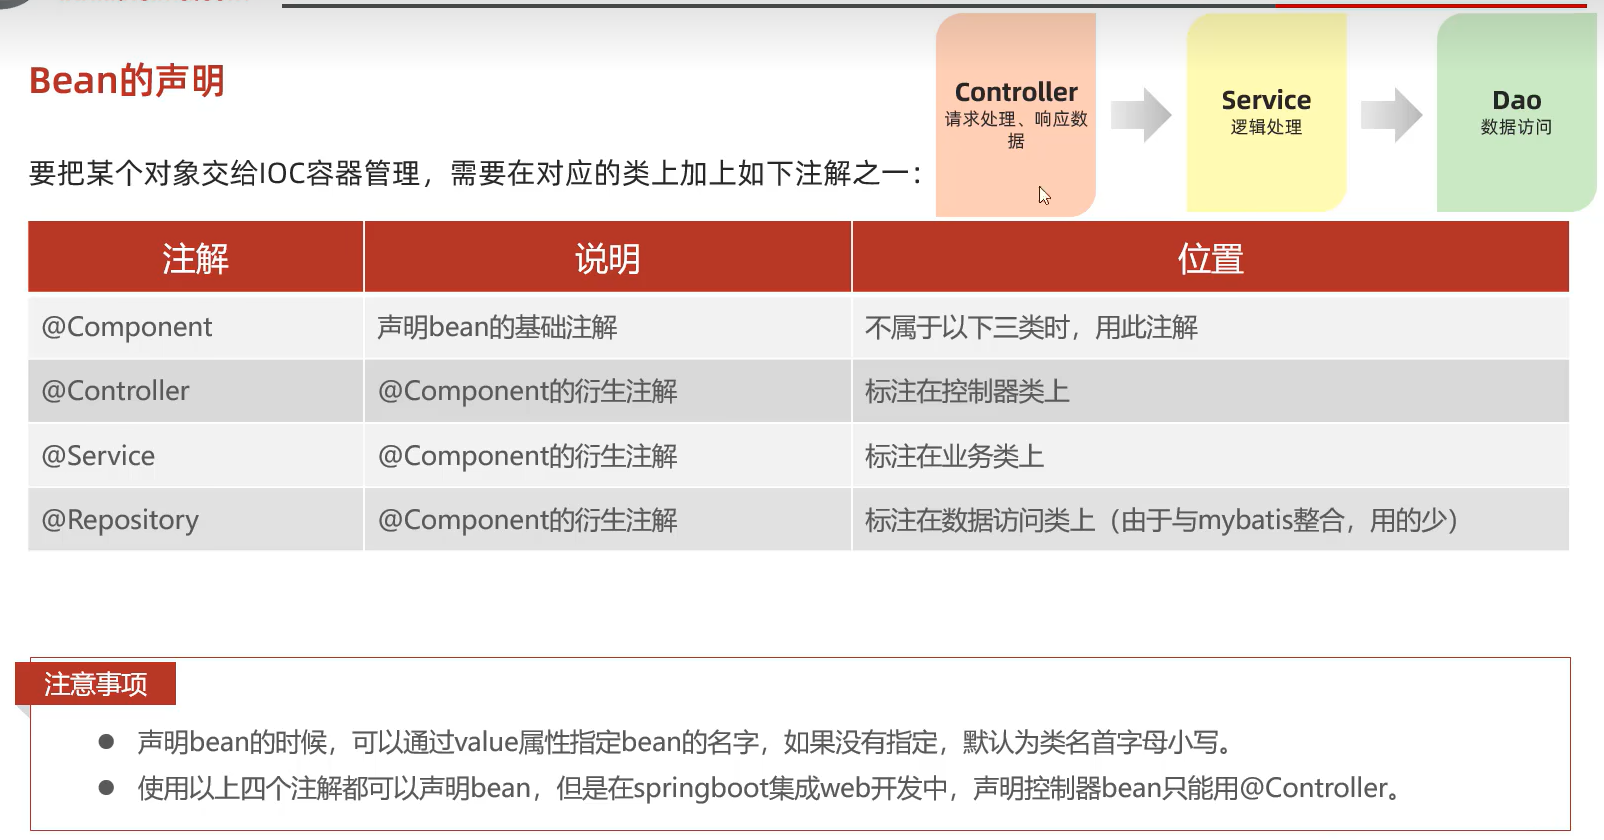 Bean的声明
Controller
请求处理、响应数
据
Service
逻辑处理
Dao
数据访问
要把某个对象交给IOC容器管理，需要在对应的类上加上如下注解之一：
注解 说明 位置
@Component 声明bean的基础注解 不属于以下三类时，用此注解
@Controller @Component的衍生注解 标注在控制器类上
@Service @Component的衍生注解 标注在业务类上
@Repository @Component的衍生注解 标注在数据访问类上（由于与mybatis整合，用的少）
注意事项
● 声明bean的时候，可以通过value属性指定bean的名字，如果没有指定，默认为类名首字母小写。
● 使用以上四个注解都可以声明bean，但是在springboot集成web开发中，声明控制器bean只能用@Controller。